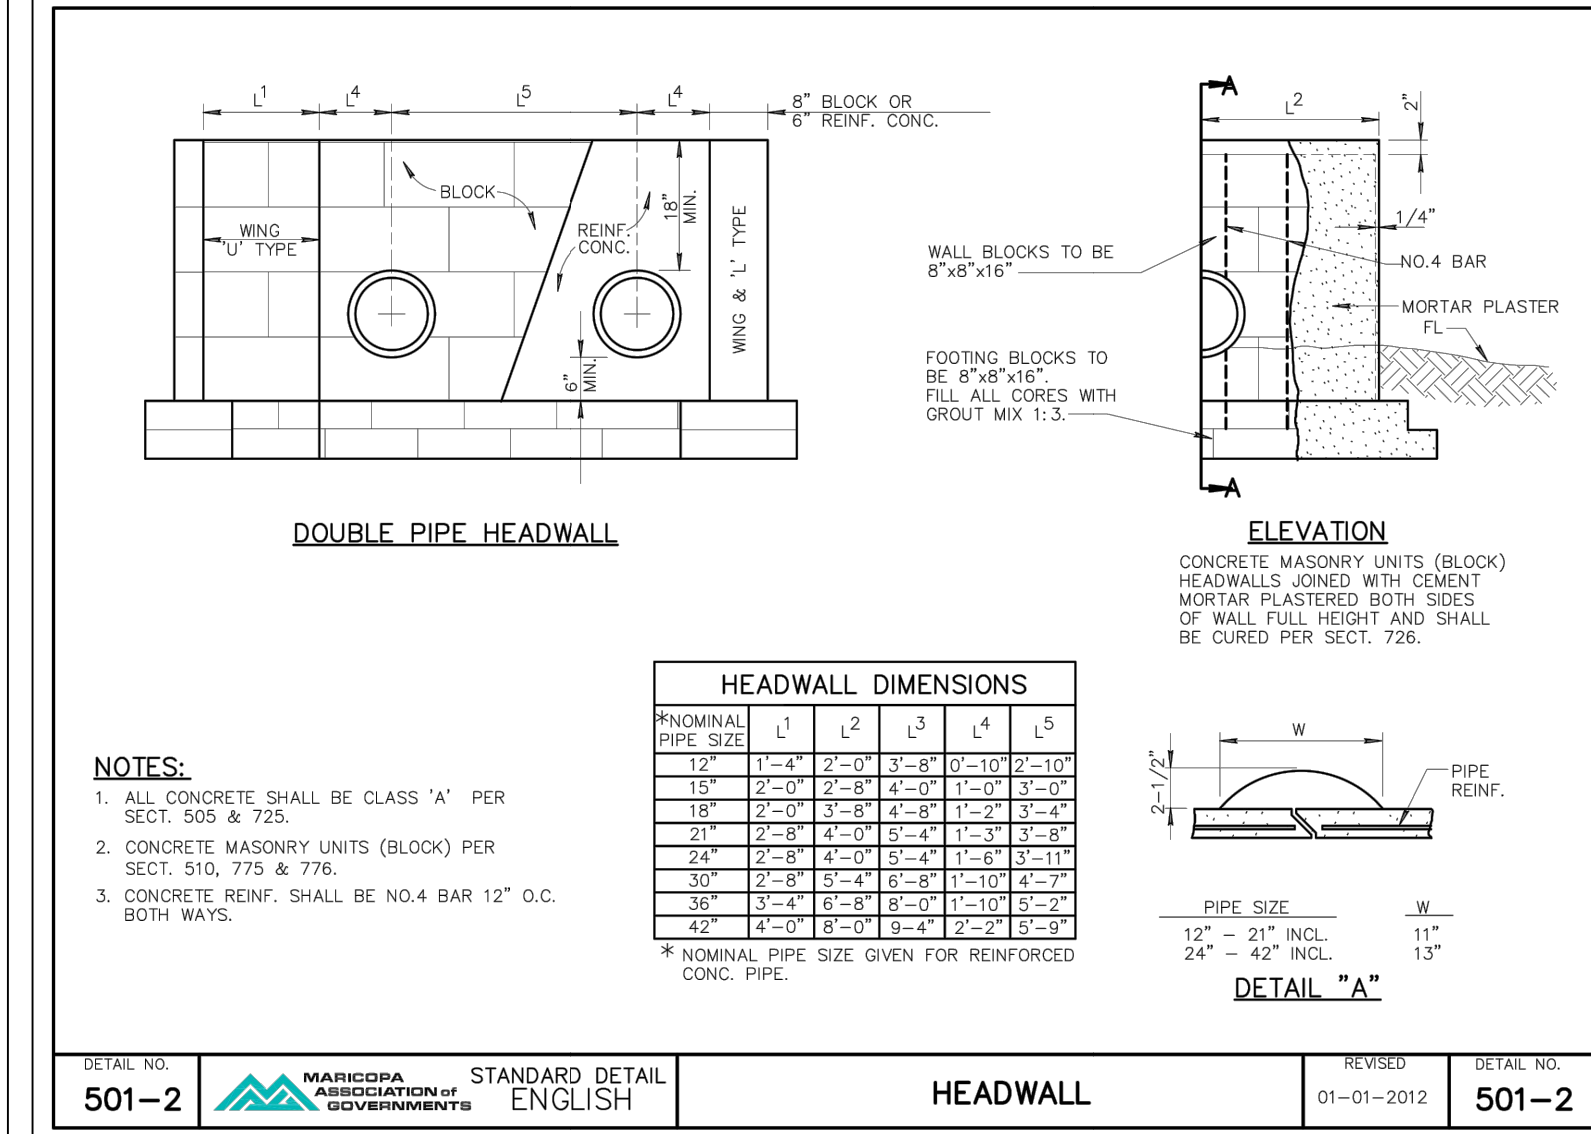 L1
L4
L5
L4
8" BLOCK OR
6" REINF. CONC.
BLOCK
WING
'U' TYPE
REINF.
CONC.
18"
MIN.
WING & 'L' TYPE
6"
MIN.
DOUBLE PIPE HEADWALL
A
L2
2"
1/4"
WALL BLOCKS TO BE
8"x8"x16"
NO.4 BAR
MORTAR PLASTER
FL
FOOTING BLOCKS TO
BE 8"x8"x16".
FILL ALL CORES WITH
GROUT MIX 1:3.
A
ELEVATION
CONCRETE MASONRY UNITS (BLOCK)
HEADWALLS JOINED WITH CEMENT
MORTAR PLASTERED BOTH SIDES
OF WALL FULL HEIGHT AND SHALL
BE CURED PER SECT. 726.
NOTES:
1. ALL CONCRETE SHALL BE CLASS 'A' PER
SECT. 505 & 725.
2. CONCRETE MASONRY UNITS (BLOCK) PER
SECT. 510, 775 & 776.
3. CONCRETE REINF. SHALL BE NO.4 BAR 12" O.C.
BOTH WAYS.
HEADWALL DIMENSIONS
*NOMINAL
PIPE SIZE L1 L2 L3 L4 L5
12" 1'-4" 2'-0" 3'-8" 0'-10" 2'-10"
15" 2'-0" 2'-8" 4'-0" 1'-0" 3'-0"
18" 2'-0" 3'-8" 4'-8" 1'-2" 3'-4"
21" 2'-8" 4'-0" 5'-4" 1'-3" 3'-8"
24" 2'-8" 4'-0" 5'-4" 1'-6" 3'-11"
30" 2'-8" 5'-4" 6'-8" 1'-10" 4'-7"
36" 3'-4" 6'-8" 8'-0" 1'-10" 5'-2"
42" 4'-0" 8'-0" 9-4" 2'-2" 5'-9"
* NOMINAL PIPE SIZE GIVEN FOR REINFORCED
CONC. PIPE.
W
2-1/2"
PIPE
REINF.
PIPE SIZE W
12" - 21" INCL. 11"
24" - 42" INCL. 13"
DETAIL "A"
DETAIL NO.
501-2
MARICOPA
ASSOCIATION of
GOVERNMENTS
STANDARD DETAIL
ENGLISH
HEADWALL
REVISED
01-01-2012
DETAIL NO.
501-2